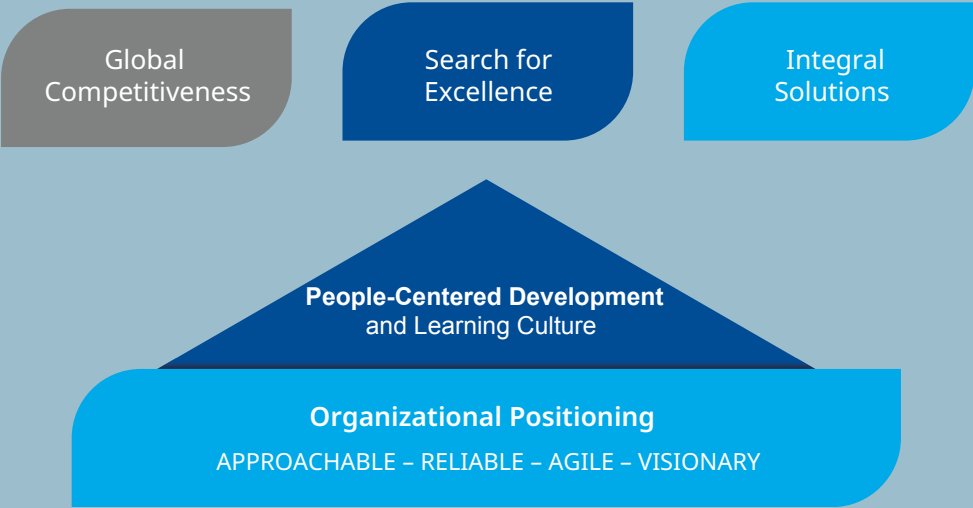 Global
Competitiveness
Search for
Excellence
Integral
Solutions
People-Centered Development
and Learning Culture
Organizational Positioning
APPROACHABLE – RELIABLE – AGILE – VISIONARY